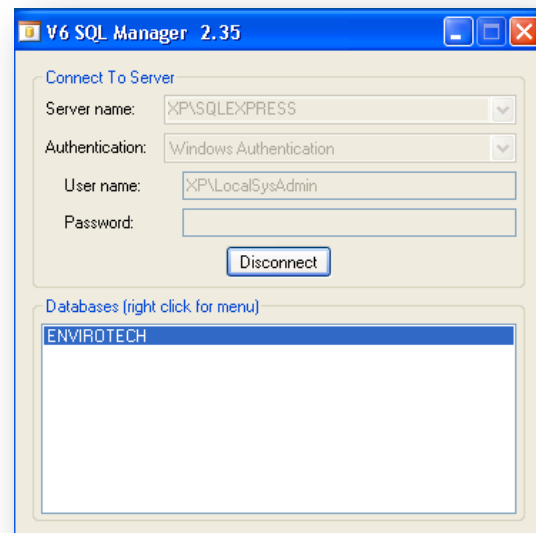 V6 SQL Manager 2.35
Connect To Server
Server name: XP\SQLEXPRESS
Authentication: Windows Authentication
User name: XP\LocalSysAdmin
Password:
Disconnect
Databases (right click for menu)
ENVIROTECH